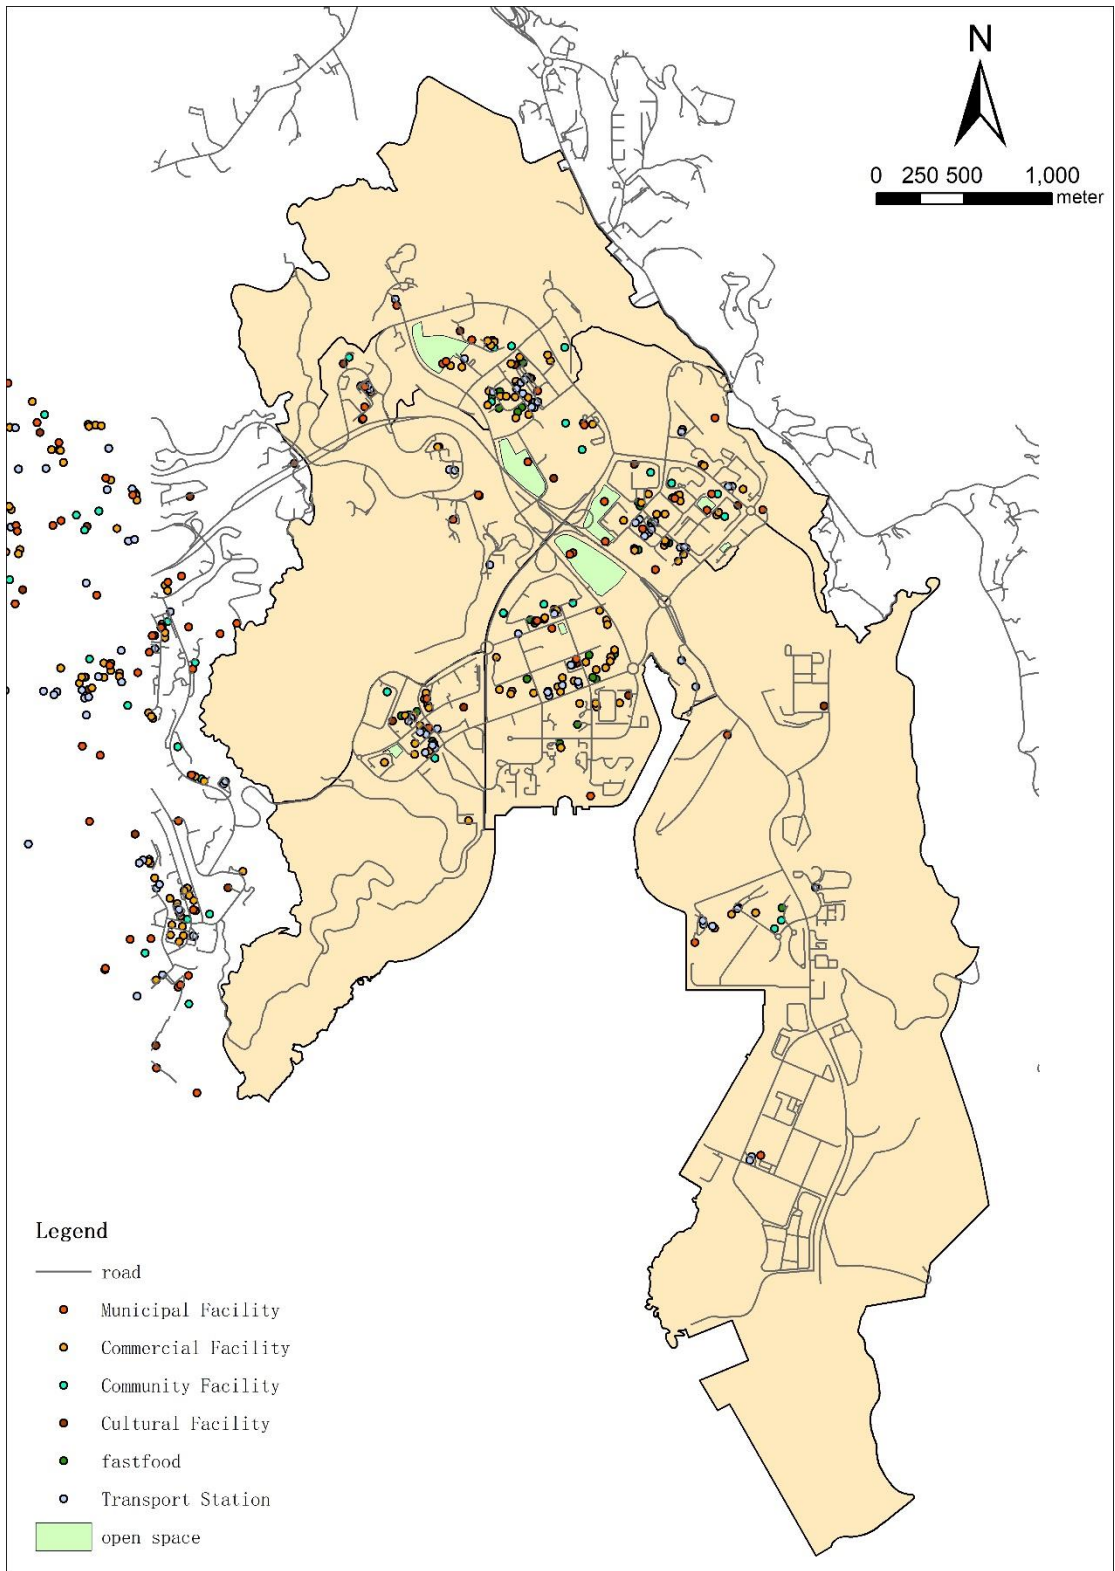 N
0 250 500 1,000
meter
Legend
road
Municipal Facility
Commercial Facility
Community Facility
Cultural Facility
fastfood
Transport Station
open space